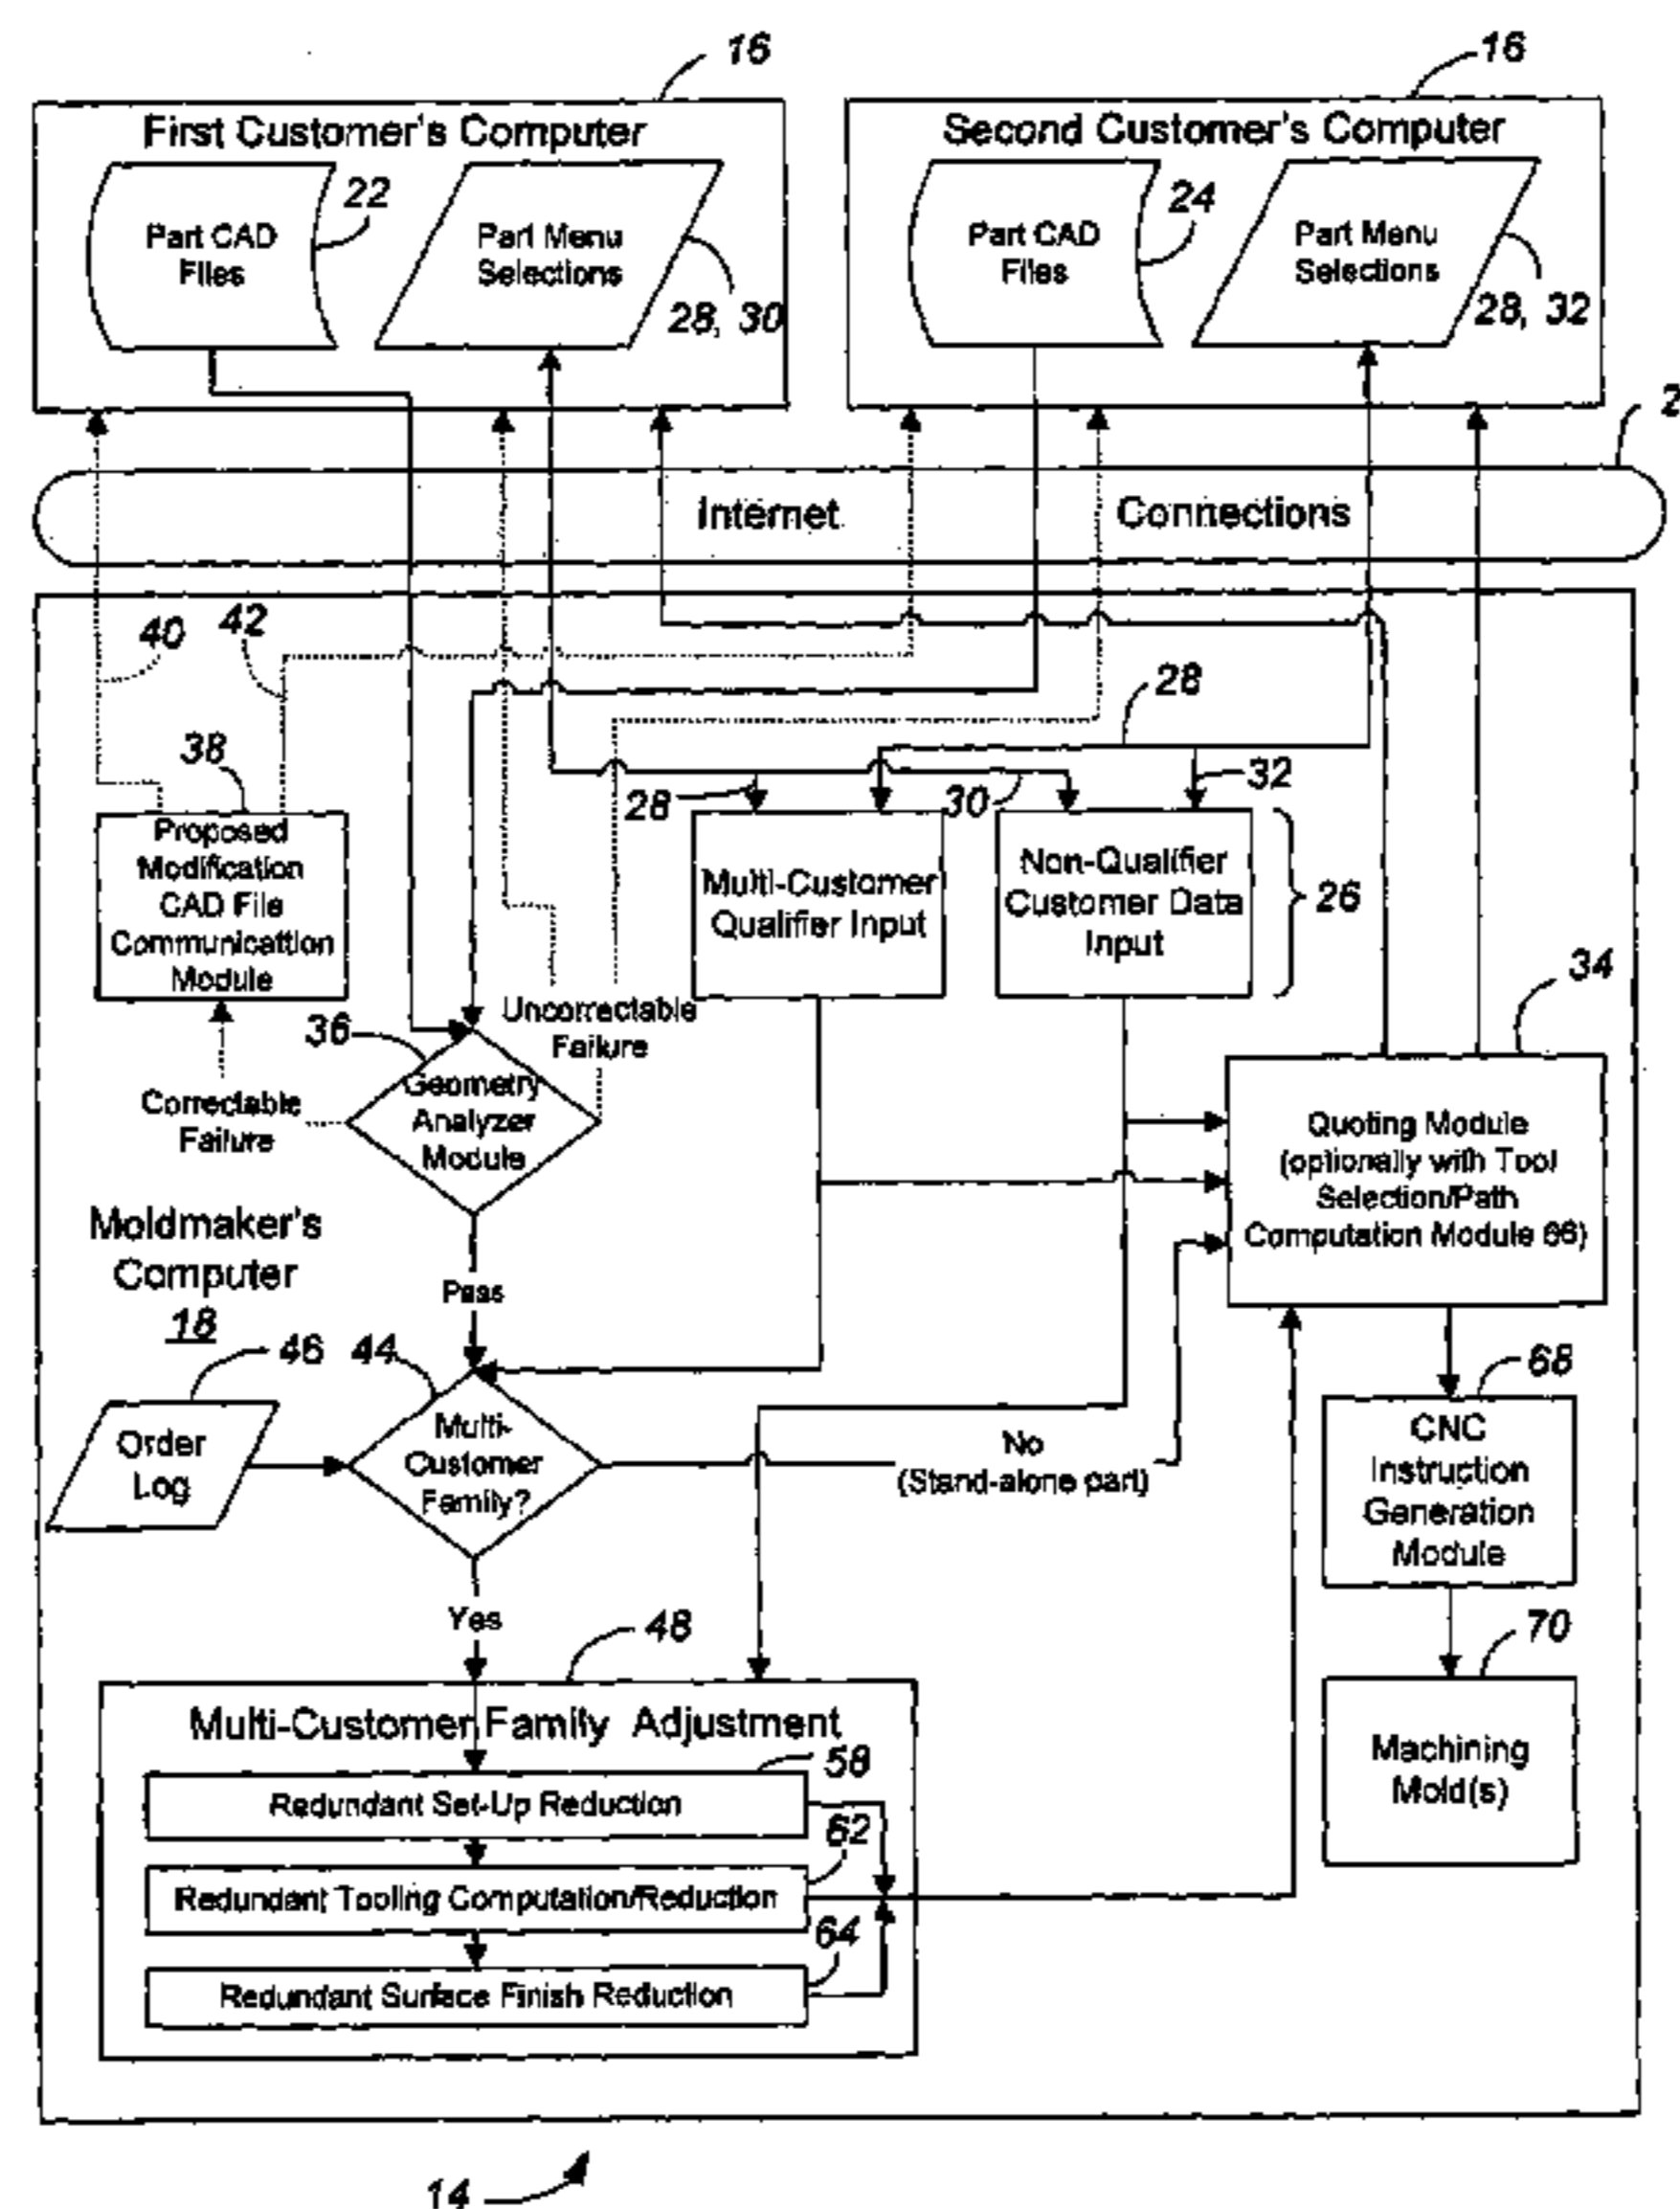 16
16
First Customer's Computer
Second Customer's Computer
Part CAD
Files
22
Part Menu
Selections
28, 30
Part CAD
Files
24
Part Menu
Selections
28, 32
2
Internet Connections
40
42
28
38
28
30
32
Proposed
Modification
CAD File
Communicattion
Module
Multi-Customer
Qualifier Input
Non-Qualifier
Customer Data
Input
26
34
Uncorrectable
Failure
36
Correctable
Failure
Geometry
Analyzer
Module
Quoting Module
(optionally with Tool
Selection/Path
Computation Module 66)
Moldmaker's
Computer
18
Pass
46
44
68
Order
Log
Multi-
Customer
Family?
No
(Stand-alone part)
CNC
Instruction
Generation
Module
Yes
48
70
Multi-Customer Family Adjustment
58
Redundant Set-Up Reduction
Machining
Mold(s)
62
Redundant Tooling Computation/Reduction
64
Redundant Surface Finish Reduction
14